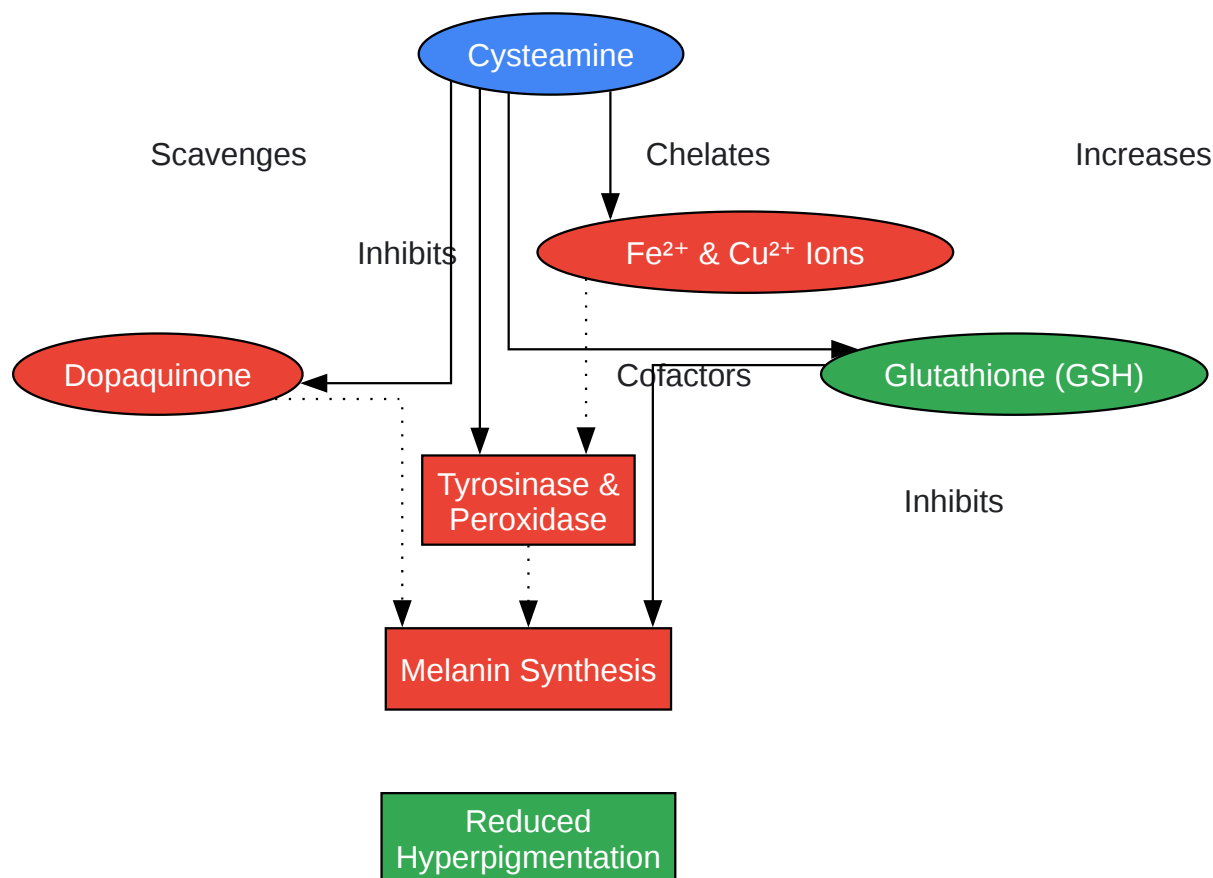 Cysteamine
Scavenges
Chelates
Increases
Inhibits
Fe²⁺ & Cu²⁺ Ions
Dopaquinone
Cofactors
Glutathione (GSH)
Tyrosinase &
Peroxidase
Inhibits
Melanin Synthesis
Reduced
Hyperpigmentation